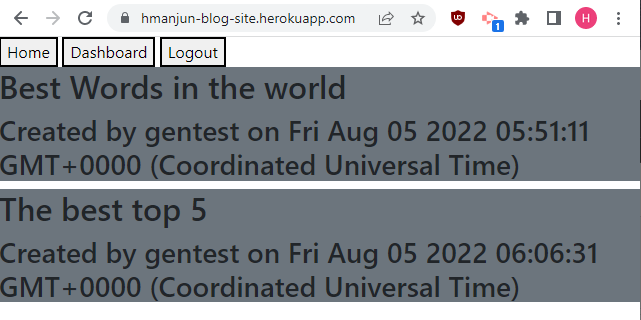 hmanjun-blog-site.herokuapp.com
1
H
Home Dashboard Logout
Best Words in the world
Created by gentest on Fri Aug 05 2022 05:51:11
GMT+0000 (Coordinated Universal Time)
The best top 5
Created by gentest on Fri Aug 05 2022 06:06:31
GMT+0000 (Coordinated Universal Time)